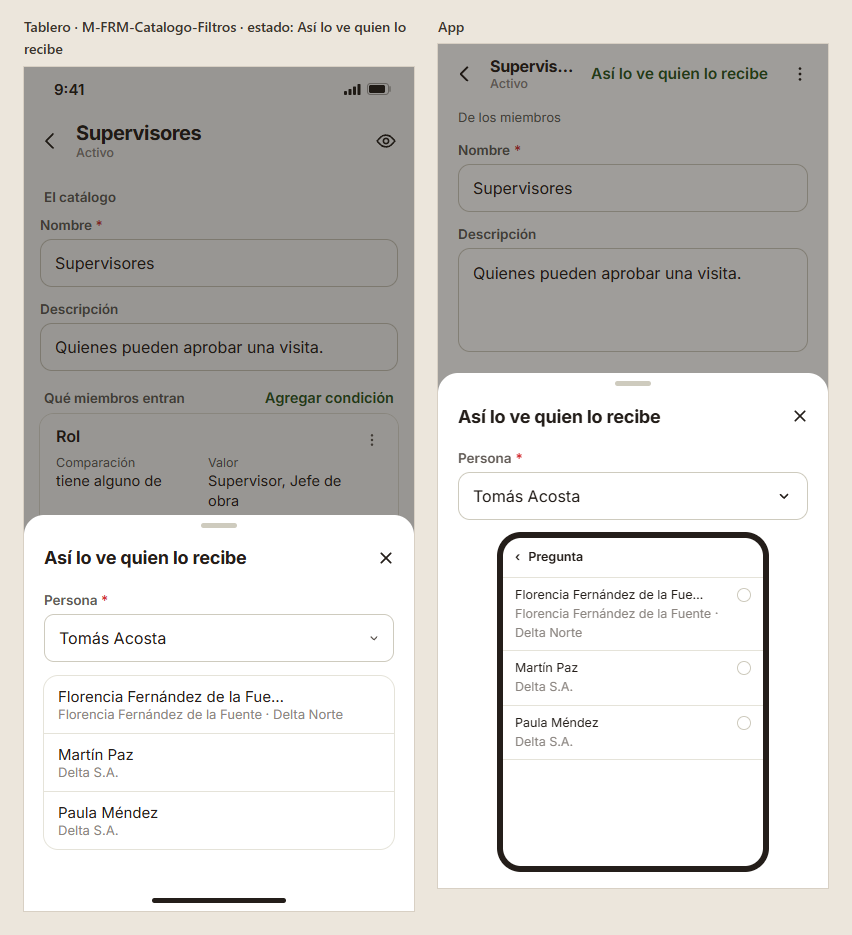 Tablero · M-FRM-Catalogo-Filtros · estado: Así lo ve quien lo
recibe
9:41
Supervisores
Activo
El catálogo
Nombre *
Supervisores
Descripción
Quienes pueden aprobar una visita.
Qué miembros entran
Agregar condición
Rol
Comparación
Valor
tiene alguno de
Supervisor, Jefe de
obra
Así lo ve quien lo recibe
Persona *
Tomás Acosta
Florencia Fernández de la Fue...
Florencia Fernández de la Fuente · Delta Norte
Martín Paz
Delta S.A.
Paula Méndez
Delta S.A.
App
Supervis...
Activo
Así lo ve quien lo recibe
De los miembros
Nombre *
Supervisores
Descripción
Quienes pueden aprobar una visita.
Así lo ve quien lo recibe
Persona *
Tomás Acosta
Pregunta
Florencia Fernández de la Fue...
Florencia Fernández de la Fuente ·
Delta Norte
Martín Paz
Delta S.A.
Paula Méndez
Delta S.A.